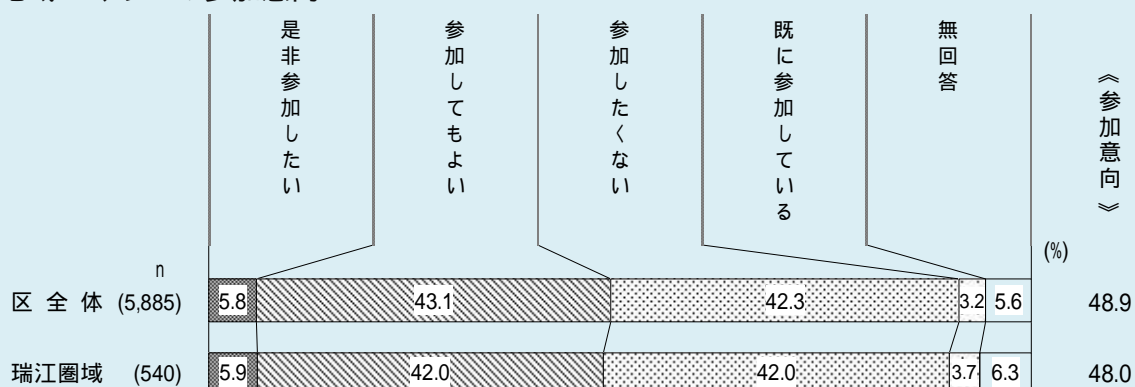 是非参加したい
参加してもよい
参加したくない
既に参加している
無回答
《参加意向》
(%)
n
区全体 (5,885) 5.8 43.1 42.3 3.2 5.6 48.9
瑞江圏域 (540) 5.9 42.0 42.0 3.7 6.3 48.0